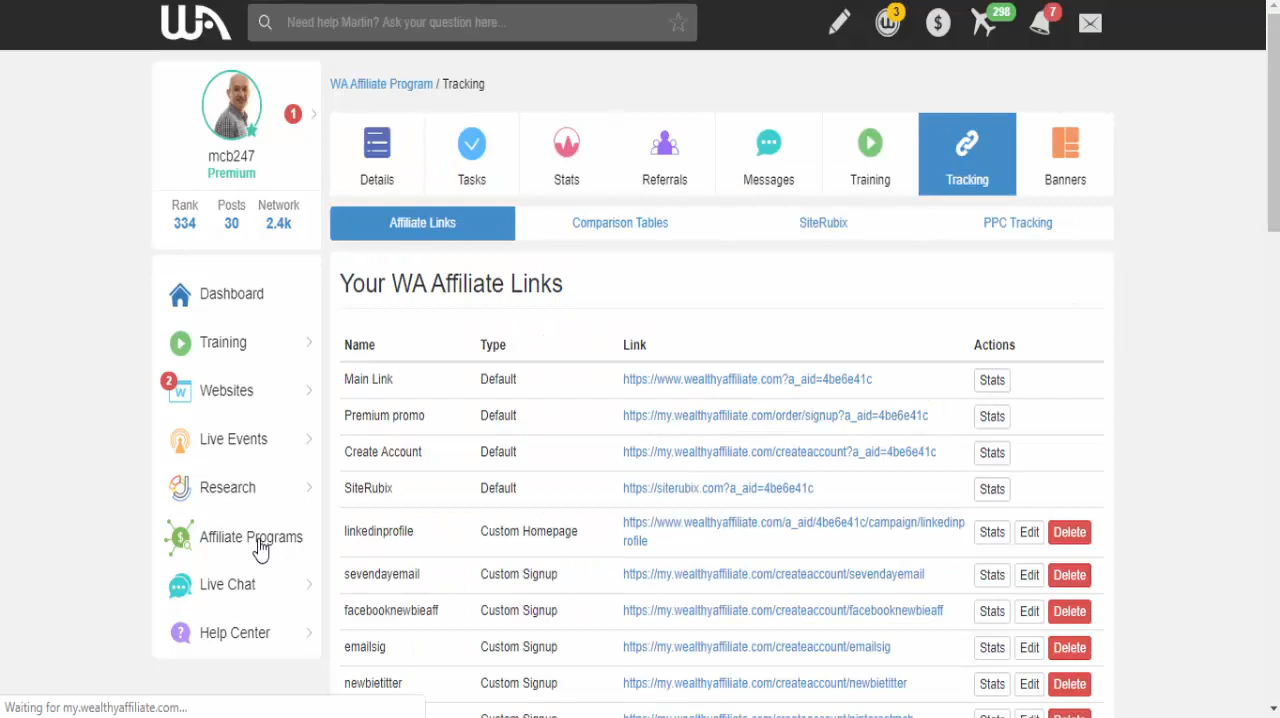 WA
Need help Martin? Ask your question here...
3
$
298
7
1
mcb247
Premium
Rank Posts Network
334 30 2.4k
Dashboard
Training
2
W
Websites
Live Events
Research
$
Affiliate Programs
Live Chat
?
Help Center
WA Affiliate Program / Tracking
Details Tasks Stats Referrals Messages Training Tracking Banners
Affiliate Links Comparison Tables SiteRubix PPC Tracking
Your WA Affiliate Links
Name Type Link Actions
Main Link Default https://www.wealthyaffiliate.com?a_aid=4be6e41c Stats
Premium promo Default https://my.wealthyaffiliate.com/order/signup?a_aid=4be6e41c Stats
Create Account Default https://my.wealthyaffiliate.com/createaccount?a_aid=4be6e41c Stats
SiteRubix Default https://siterubix.com?a_aid=4be6e41c Stats
linkedinprofile Custom Homepage https://www.wealthyaffiliate.com/a_aid/4be6e41c/campaign/linkedinp Stats Edit Delete
rofile
sevendayemail Custom Signup https://my.wealthyaffiliate.com/createaccount/sevendayemail Stats Edit Delete
facebooknewbieaff Custom Signup https://my.wealthyaffiliate.com/createaccount/facebooknewbieaff Stats Edit Delete
emailsig Custom Signup https://my.wealthyaffiliate.com/createaccount/emailsig Stats Edit Delete
newbietitter Custom Signup https://my.wealthyaffiliate.com/createaccount/newbietitter Stats Edit Delete
Waiting for my.wealthyaffiliate.com...